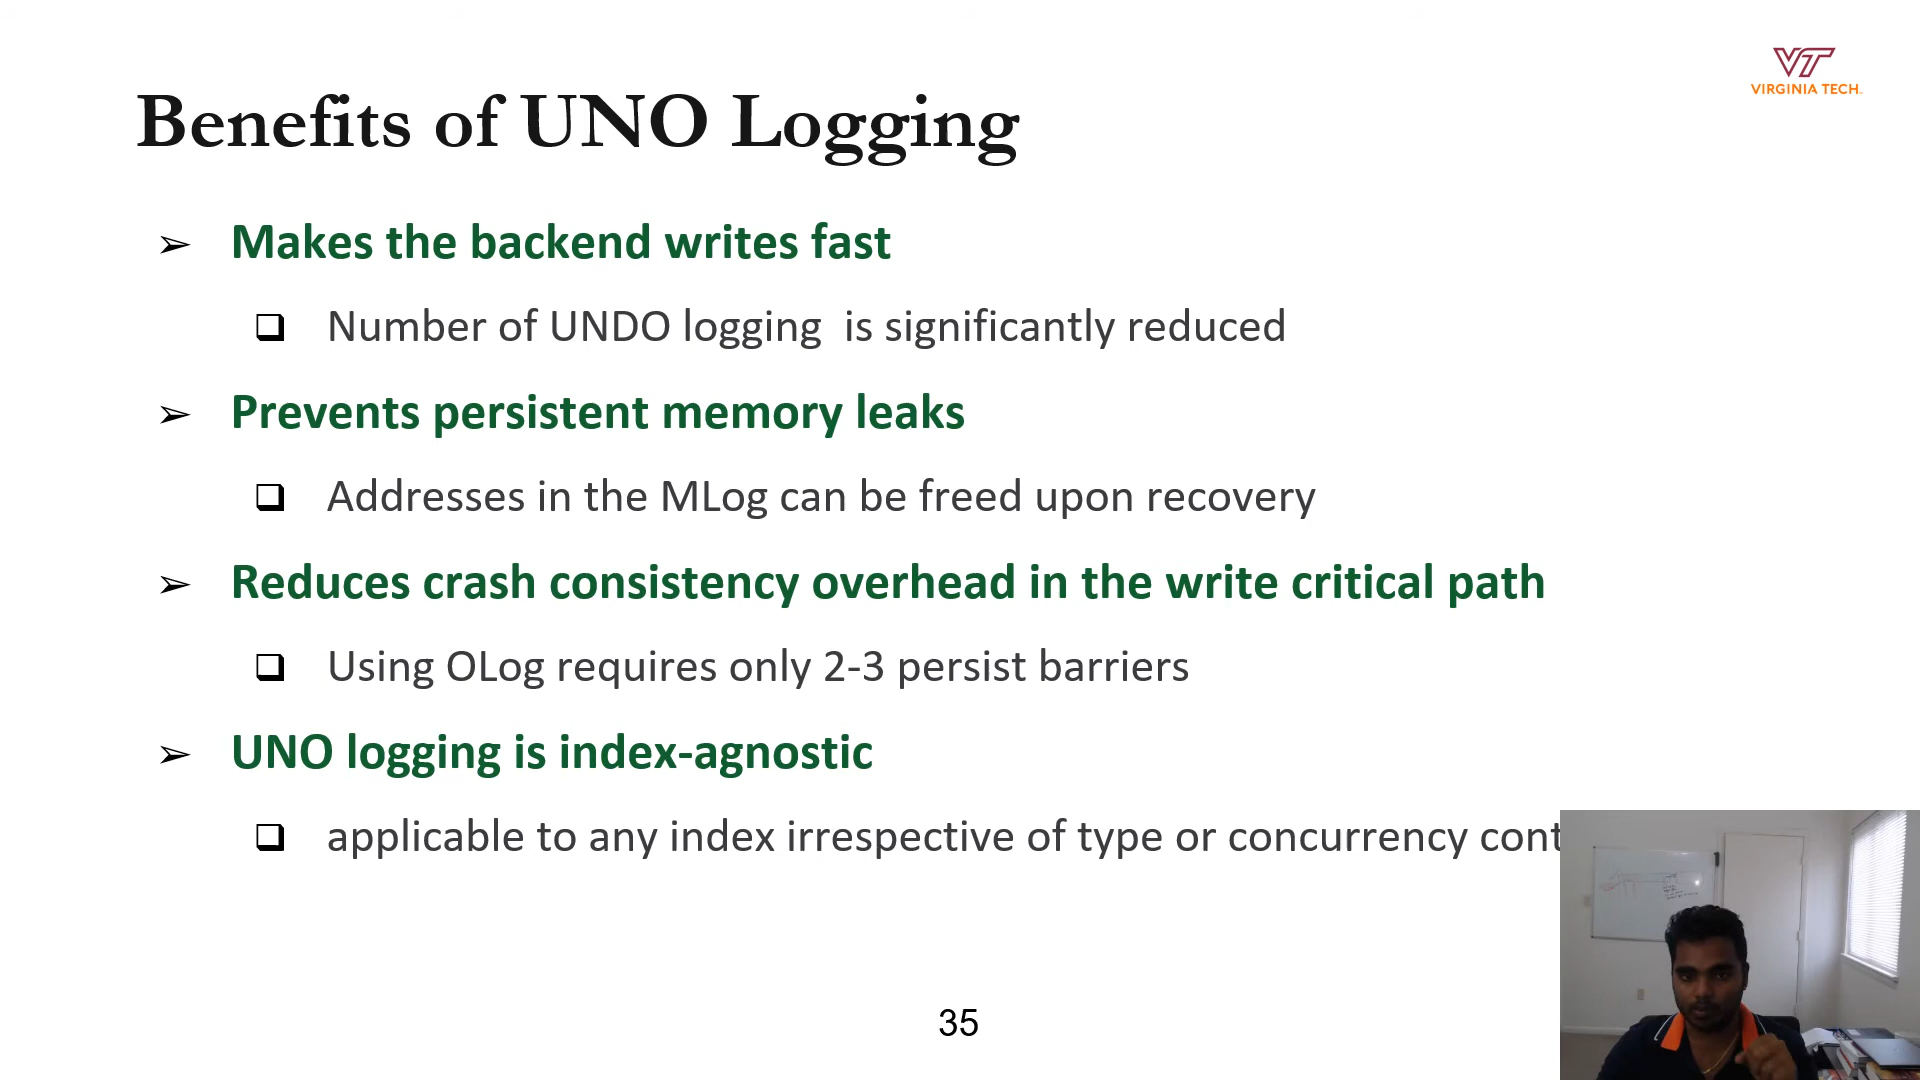 VT
VIRGINIA TECH
Benefits of UNO Logging
➢ Makes the backend writes fast
❑ Number of UNDO logging is significantly reduced
➢ Prevents persistent memory leaks
❑ Addresses in the MLog can be freed upon recovery
➢ Reduces crash consistency overhead in the write critical path
❑ Using OLog requires only 2-3 persist barriers
➢ UNO logging is index-agnostic
❑ applicable to any index irrespective of type or concurrency cont
35